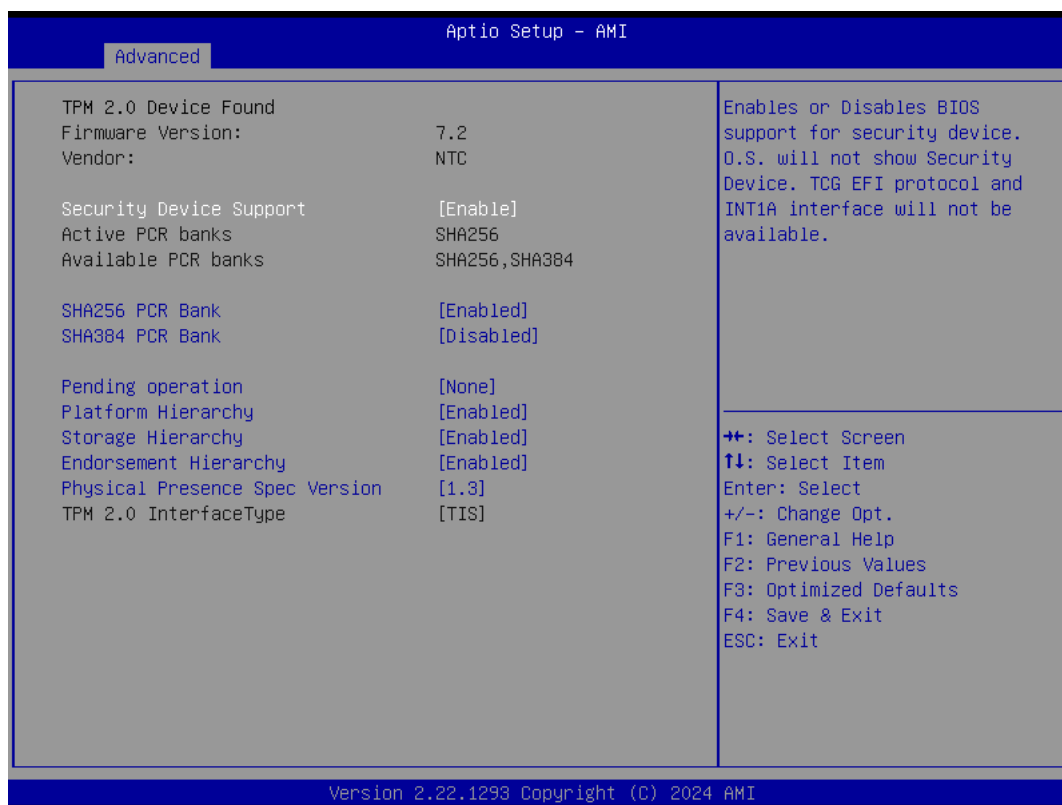 Aptio Setup - AMI
Advanced
TPM 2.0 Device Found
Firmware Version: 7.2
Vendor: NTC
Security Device Support [Enable]
Active PCR banks SHA256
Available PCR banks SHA256,SHA384
SHA256 PCR Bank [Enabled]
SHA384 PCR Bank [Disabled]
Pending operation [None]
Platform Hierarchy [Enabled]
Storage Hierarchy [Enabled]
Endorsement Hierarchy [Enabled]
Physical Presence Spec Version [1.3]
TPM 2.0 InterfaceType [TIS]
Enables or Disables BIOS
support for security device.
O.S. will not show Security
Device. TCG EFI protocol and
INT1A interface will not be
available.
→←: Select Screen
↑↓: Select Item
Enter: Select
+/-: Change Opt.
F1: General Help
F2: Previous Values
F3: Optimized Defaults
F4: Save & Exit
ESC: Exit
Version 2.22.1293 Copyright (C) 2024 AMI